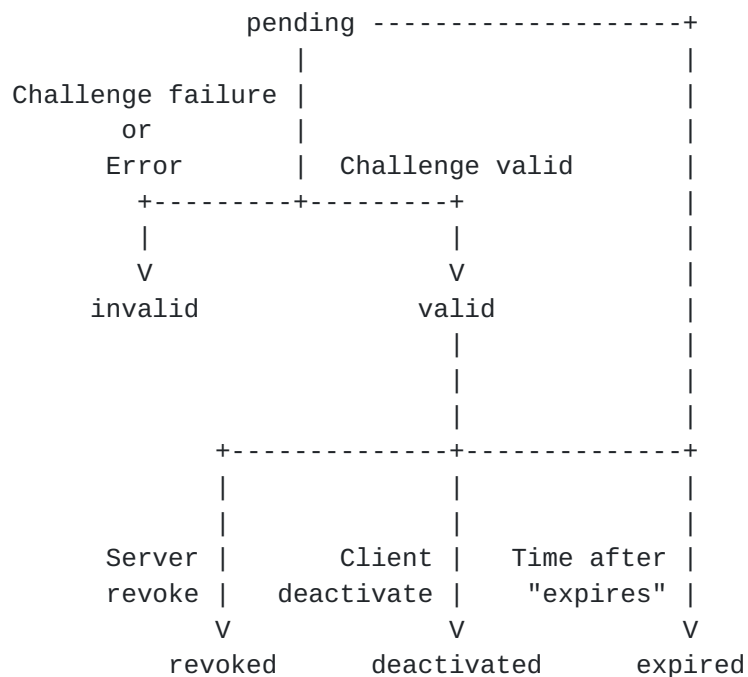 pending --------------------+
|                   |
Challenge failure |                   |
or         |                   |
Error      |  Challenge valid       |
+---------+---------+              |
|                   |              |
V                   V              |
invalid              valid            |
|              |
|              |
|              |
+--------------+--------------+
|              |              |
|              |              |
Server |       Client |   Time after |
revoke |   deactivate |    "expires" |
V              V              V
revoked      deactivated      expired